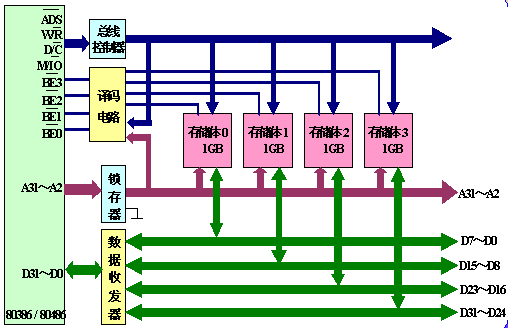 ADS
W/R
D/C
M/IO
BE3
BE2
BE1
BE0
A31～A2
D31～D0
80386 / 80486
总线
控制器
译码
电路
锁存器
数据收发器
存储体0
1GB
存储体1
1GB
存储体2
1GB
存储体3
1GB
A31～A2
D7～D0
D15～D8
D23～D16
D31～D24